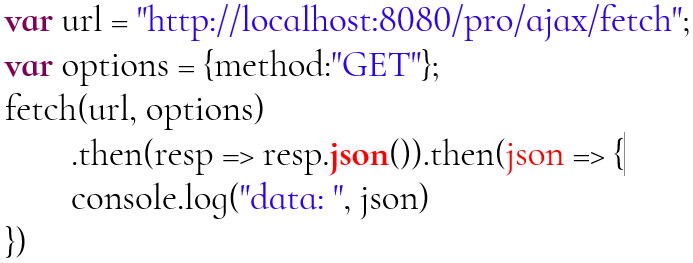 var url = "http://localhost:8080/pro/ajax/fetch";
var options = {method:"GET"};
fetch(url, options)
.then(resp => resp.json()).then(json => {
console.log("data: ", json)
})